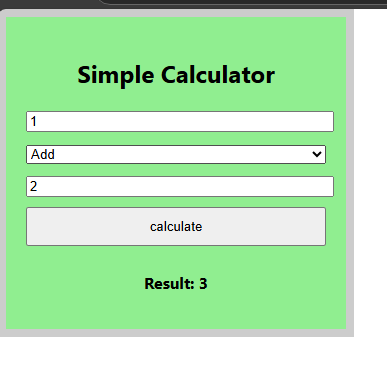 Simple Calculator
1
Add
2
calculate
Result: 3